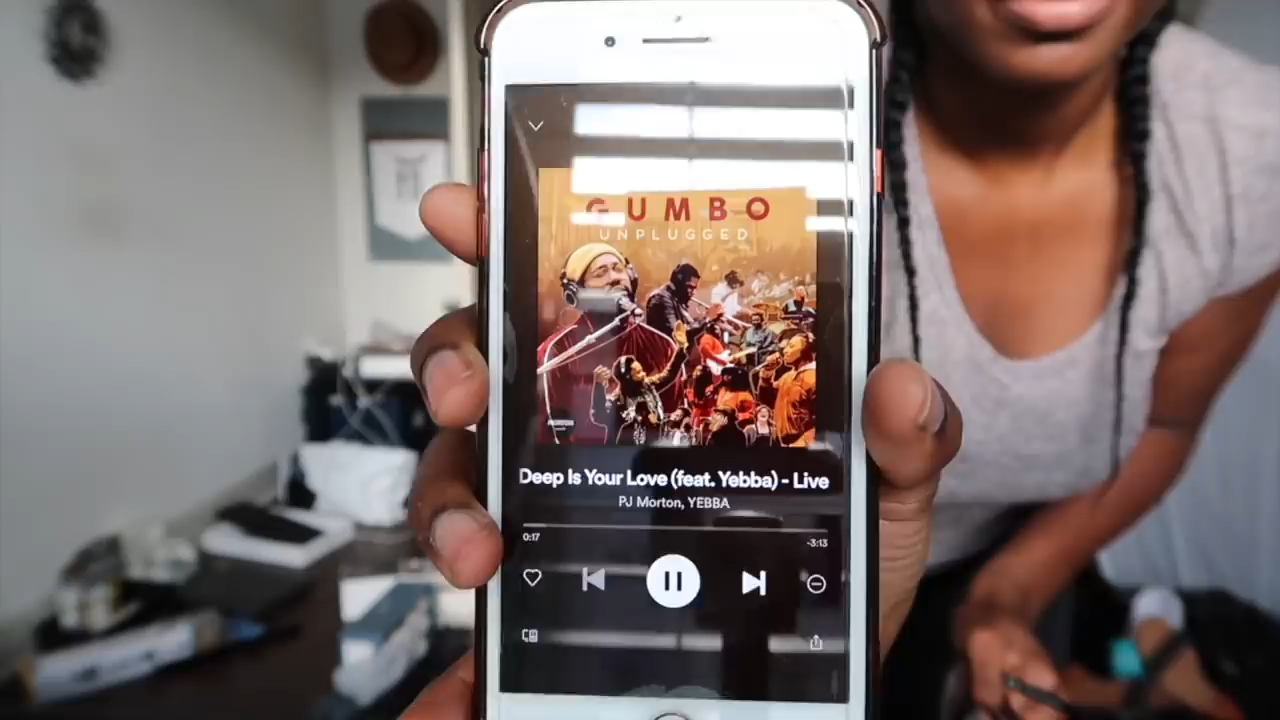 GUMBO
UNPLUGGED
Deep Is Your Love (feat. Yebba) - Live
PJ Morton, YEBBA
0:17
-3:13